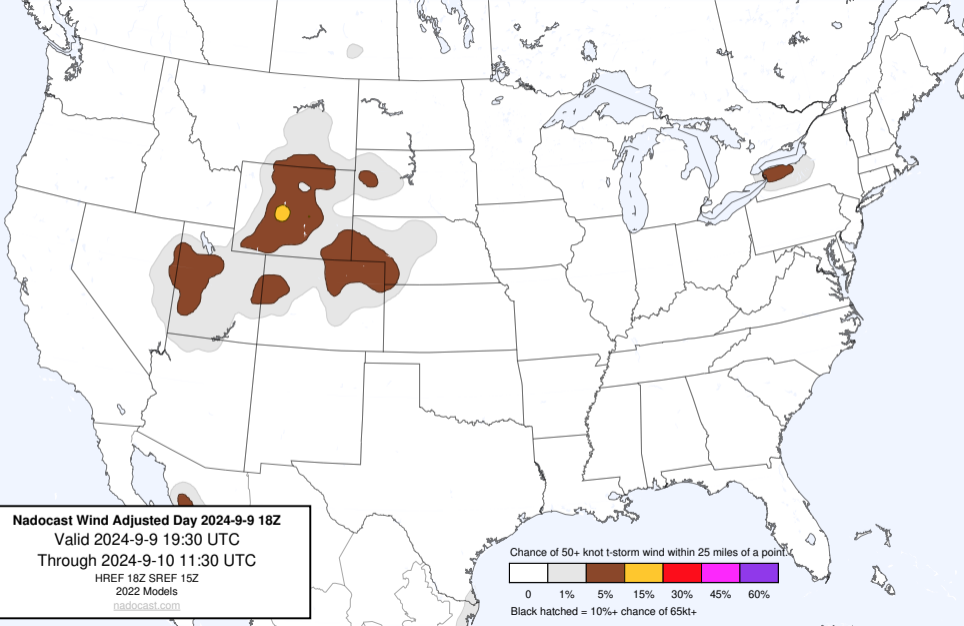 Nadocast Wind Adjusted Day 2024-9-9 18Z
Valid 2024-9-9 19:30 UTC
Through 2024-9-10 11:30 UTC
HREF 18Z SREF 15Z
2022 Models
nadocast.com
Chance of 50+ knot t-storm wind within 25 miles of a point.
0 1% 5% 15% 30% 45% 60%
Black hatched = 10%+ chance of 65kt+